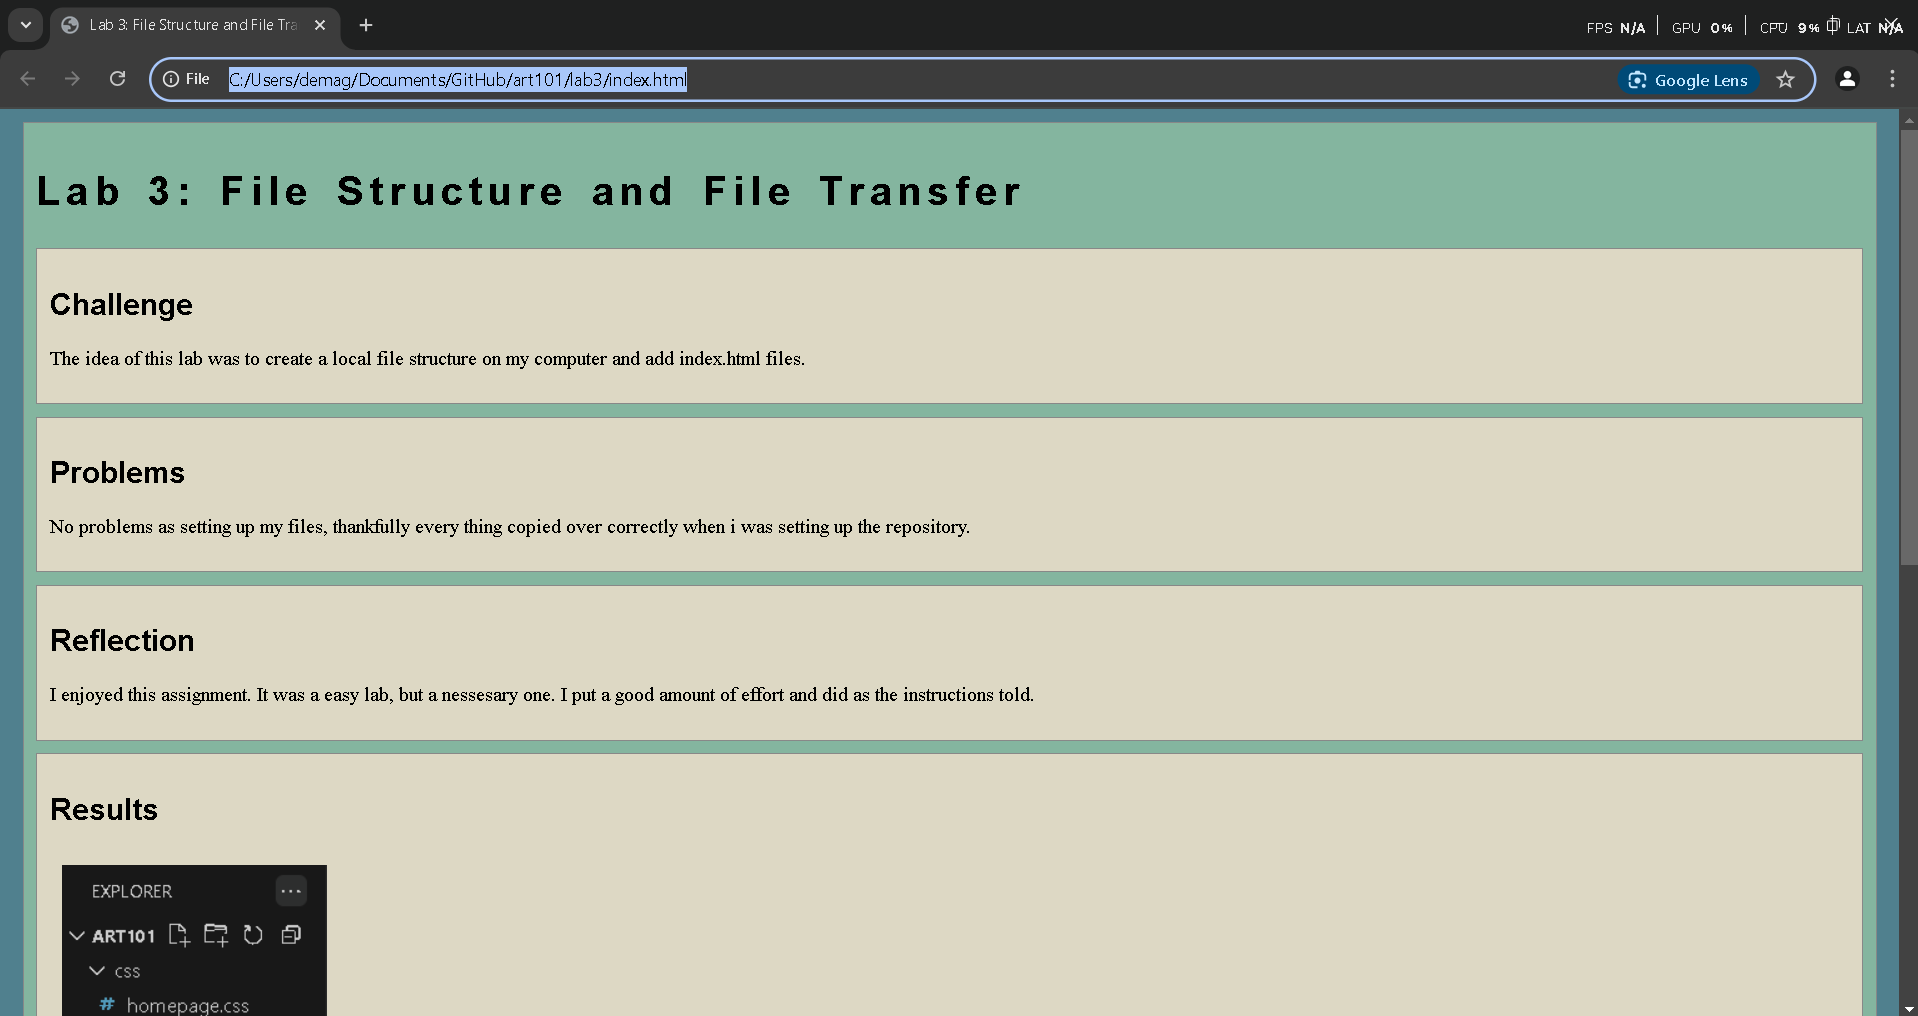 Lab 3: File Structure and File Tra
FPS N/A GPU 0% CPU 9% LAT N/A
File C:/Users/demag/Documents/GitHub/art101/lab3/index.html Google Lens
Lab 3: File Structure and File Transfer
Challenge
The idea of this lab was to create a local file structure on my computer and add index.html files.
Problems
No problems as setting up my files, thankfully every thing copied over correctly when i was setting up the repository.
Reflection
I enjoyed this assignment. It was a easy lab, but a nessesary one. I put a good amount of effort and did as the instructions told.
Results
EXPLORER
ART101
css
# homepage.css